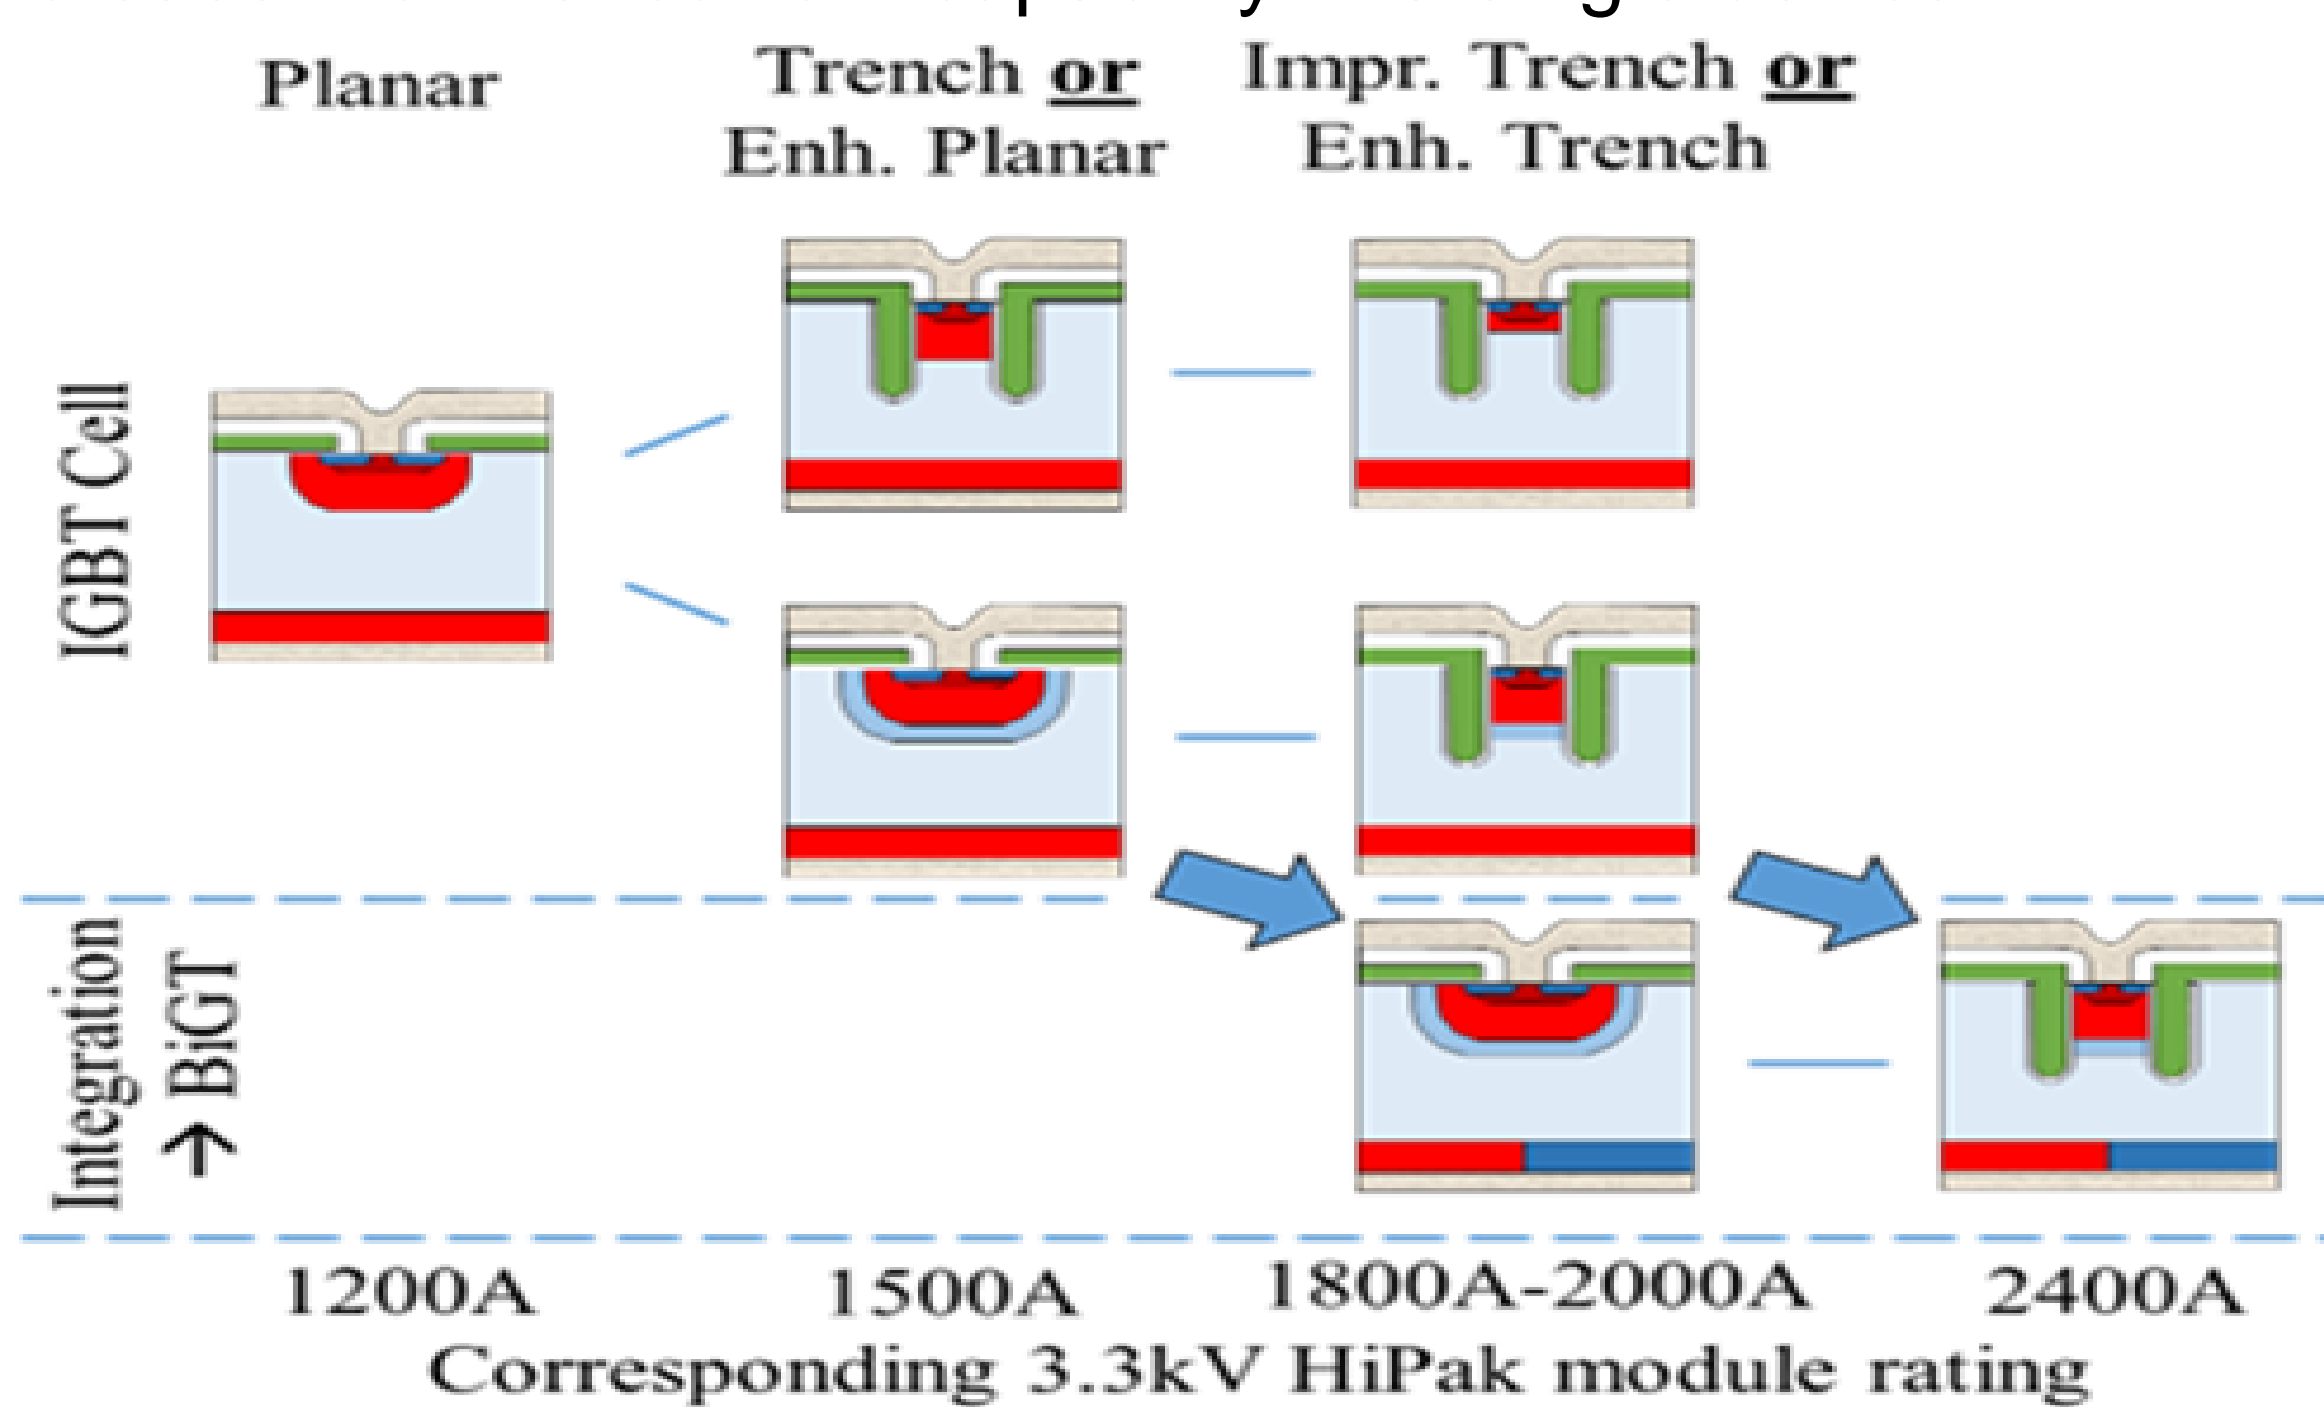 Planar
Trench or
Enh. Planar
Impr. Trench or
Enh. Trench
IGBT Cell
Integration
→ BiGT
1200A
1500A
1800A-2000A
2400A
Corresponding 3.3kV HiPak module rating